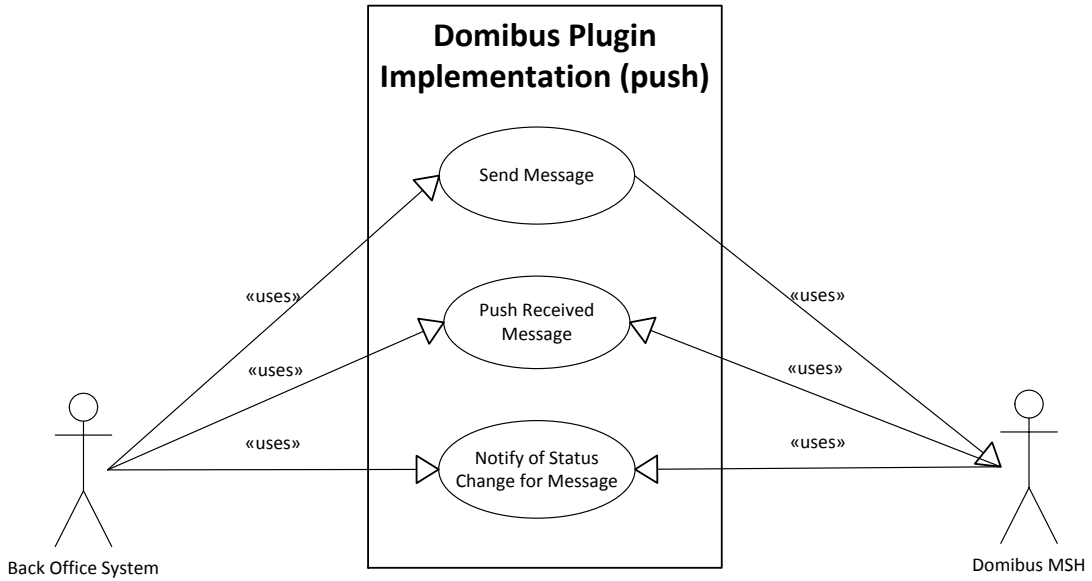 Domibus Plugin
Implementation (push)
Send Message
«uses»
«uses»
Push Received
Message
«uses»
«uses»
«uses»
«uses»
Notify of Status
Change for Message
Back Office System
Domibus MSH